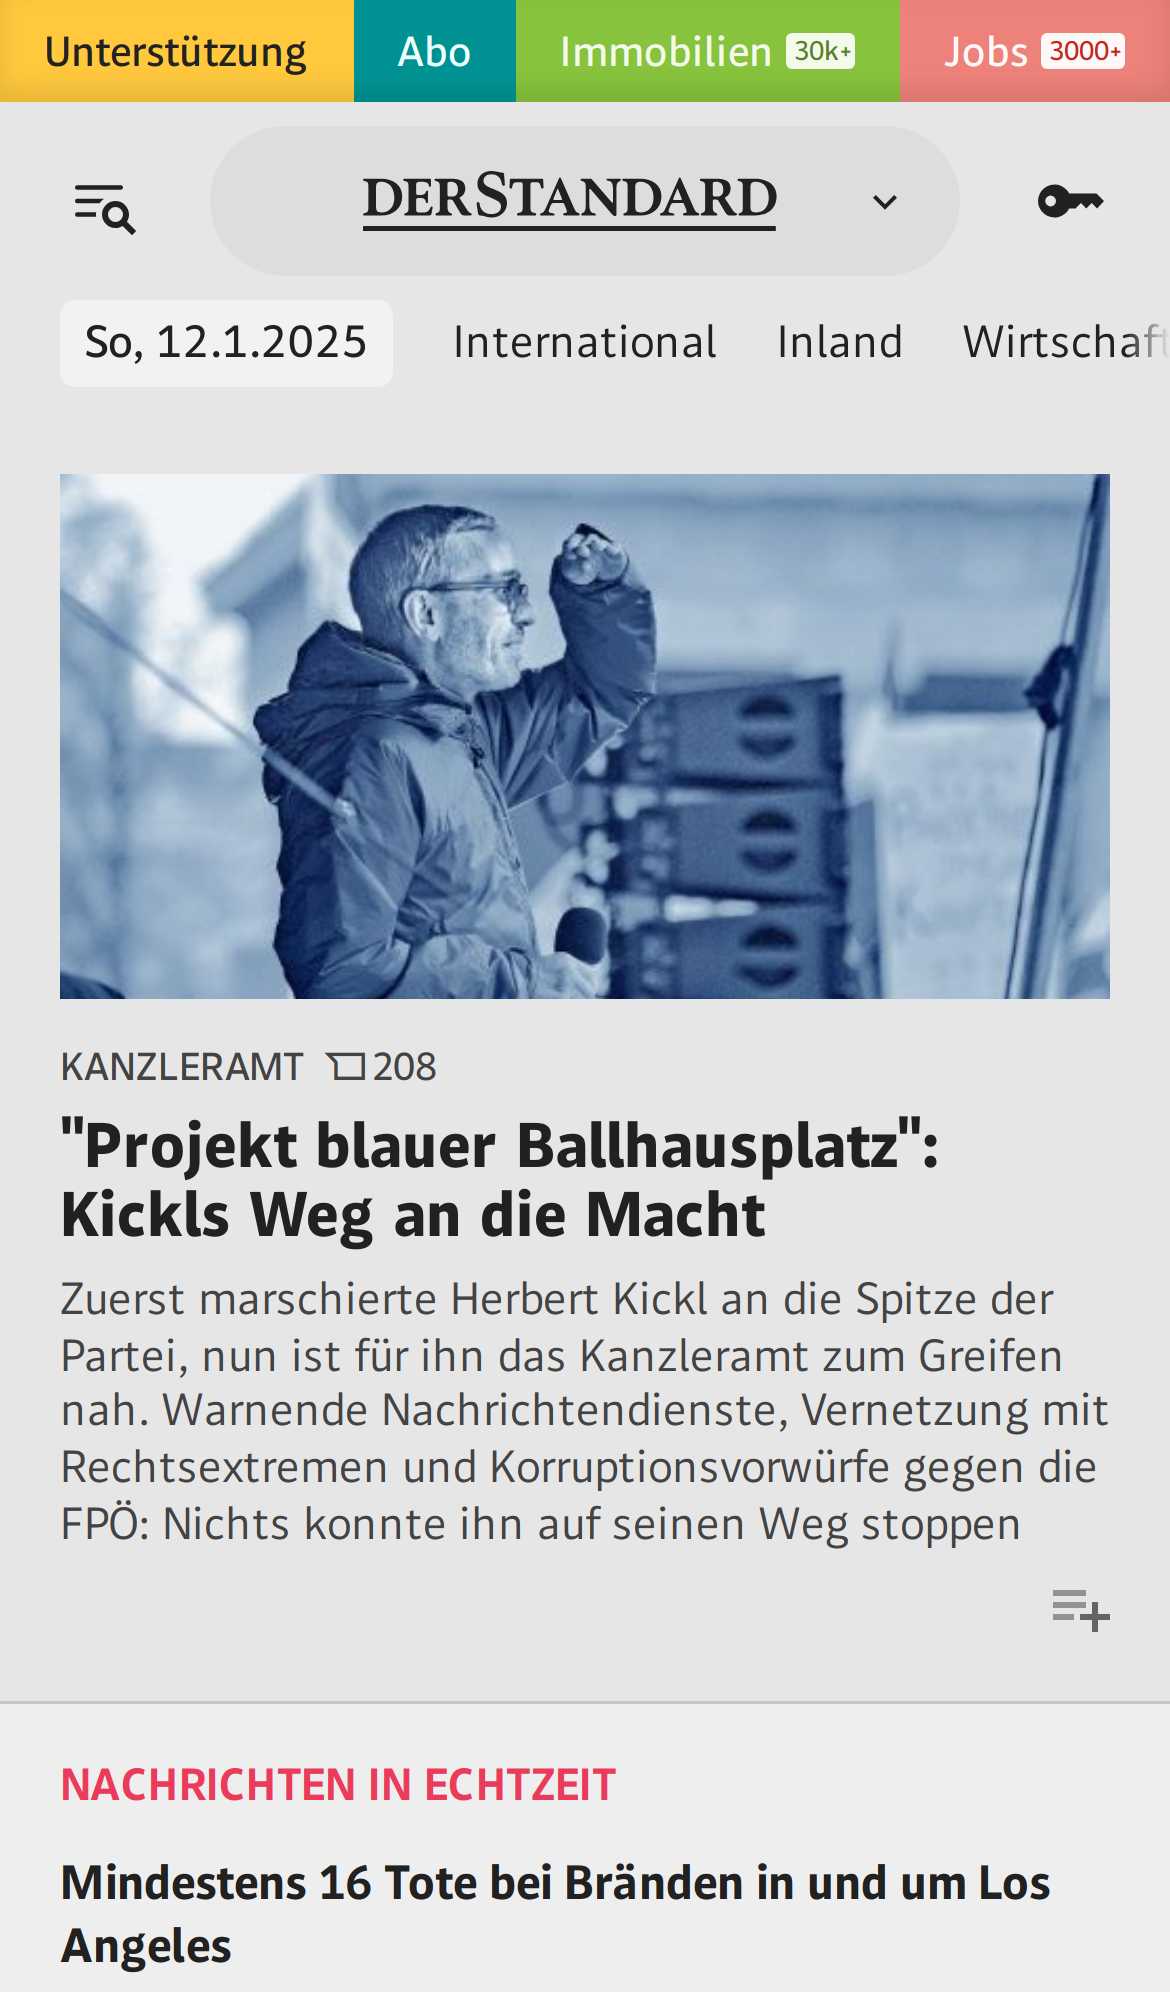 Unterstützung Abo Immobilien 30k+ Jobs 3000+
DERSTANDARD
So, 12.1.2025 International Inland Wirtschaft
KANZLERAMT 208
"Projekt blauer Ballhausplatz":
Kickls Weg an die Macht
Zuerst marschierte Herbert Kickl an die Spitze der
Partei, nun ist für ihn das Kanzleramt zum Greifen
nah. Warnende Nachrichtendienste, Vernetzung mit
Rechtsextremen und Korruptionsvorwürfe gegen die
FPÖ: Nichts konnte ihn auf seinen Weg stoppen
NACHRICHTEN IN ECHTZEIT
Mindestens 16 Tote bei Bränden in und um Los
Angeles